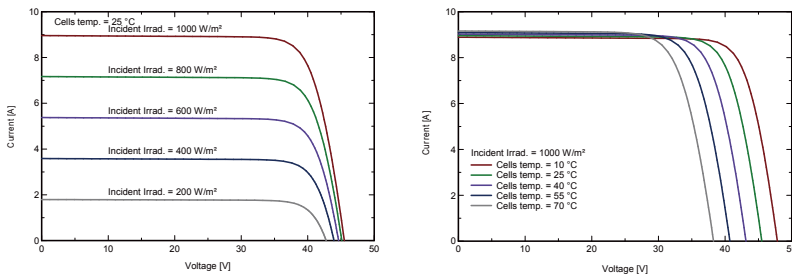 Cells temp. = 25 °C
Incident Irrad. = 1000 W/m²
Incident Irrad. = 800 W/m²
Incident Irrad. = 600 W/m²
Incident Irrad. = 400 W/m²
Incident Irrad. = 200 W/m²
Current [A]
10
8
6
4
2
0
0
10
20
30
40
50
Voltage [V]
Current [A]
10
8
6
4
2
0
Incident Irrad. = 1000 W/m²
Cells temp. = 10 °C
Cells temp. = 25 °C
Cells temp. = 40 °C
Cells temp. = 55 °C
Cells temp. = 70 °C
0
10
20
30
40
50
Voltage [V]